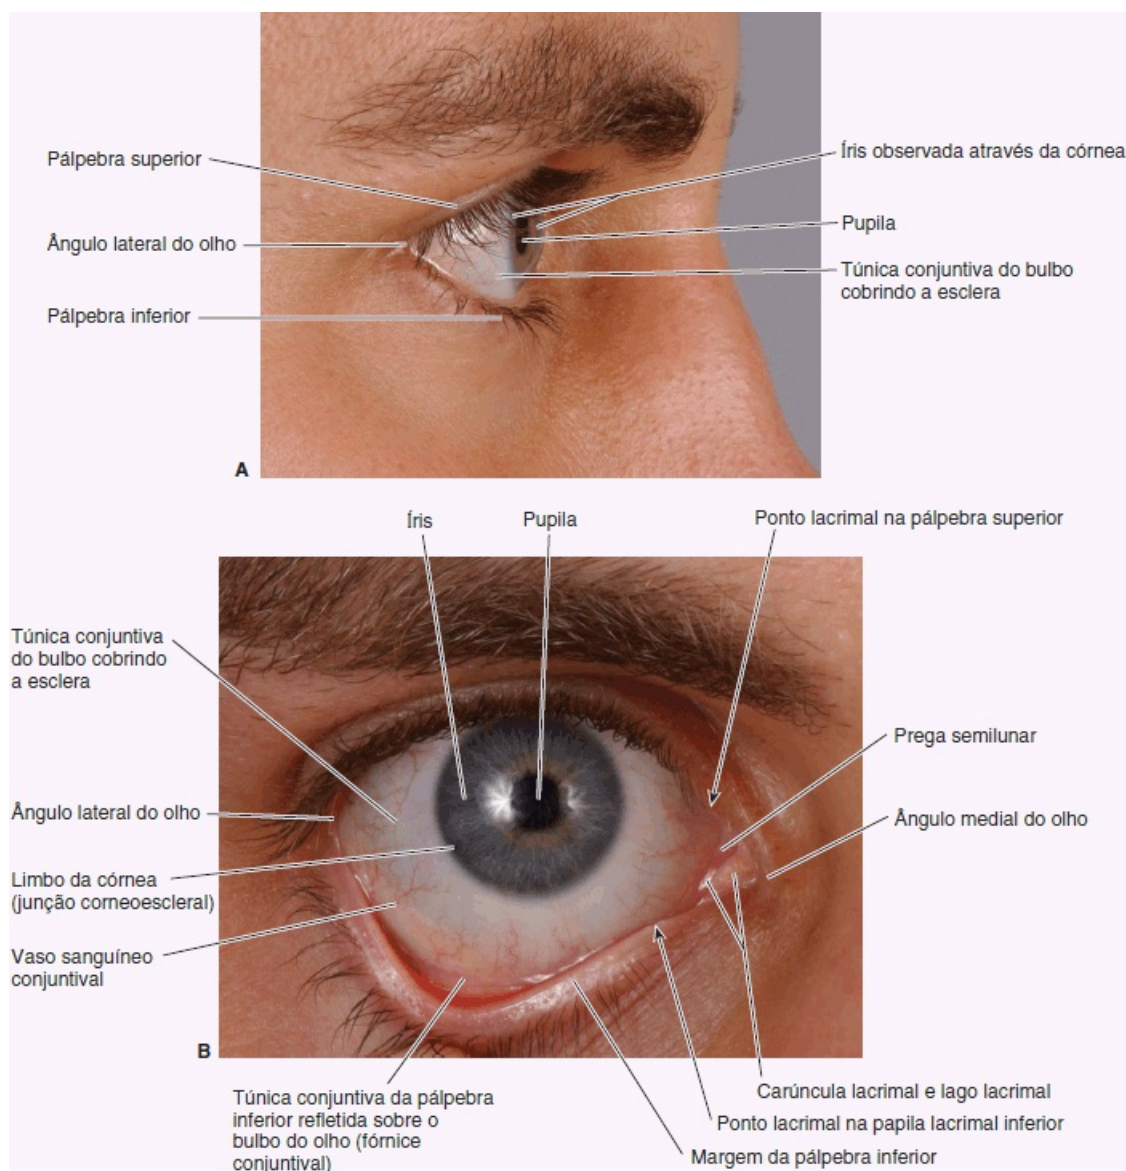 Pálpebra superior
Ângulo lateral do olho
Pálpebra inferior
Íris observada através da córnea
Pupila
Túnica conjuntiva do bulbo
cobrindo a esclera
A
Íris
Pupila
Ponto lacrimal na pálpebra superior
Túnica conjuntiva
do bulbo cobrindo
a esclera
Ângulo lateral do olho
Limbo da córnea
(junção corneoescleral)
Vaso sanguíneo
conjuntival
Prega semilunar
Ângulo medial do olho
B
Túnica conjuntiva da pálpebra
inferior refletida sobre o
bulbo do olho (fórnice
conjuntival)
Carúncula lacrimal e lago lacrimal
Ponto lacrimal na papila lacrimal inferior
Margem da pálpebra inferior